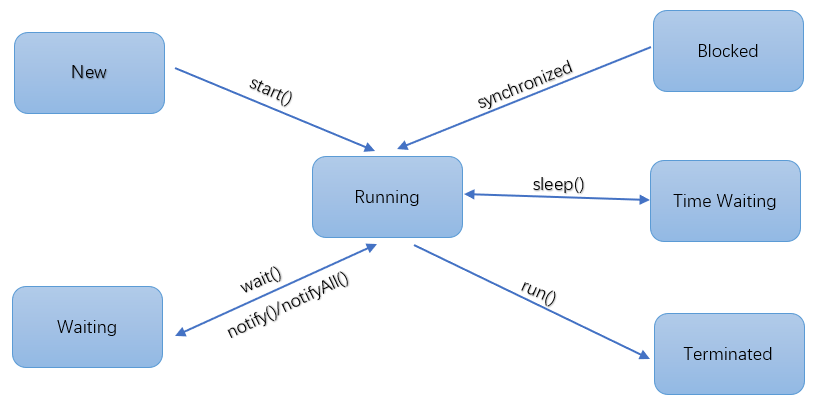 New
start()
synchronized
Blocked
Running
sleep()
Time Waiting
wait()
notify()/notifyAll()
Waiting
run()
Terminated